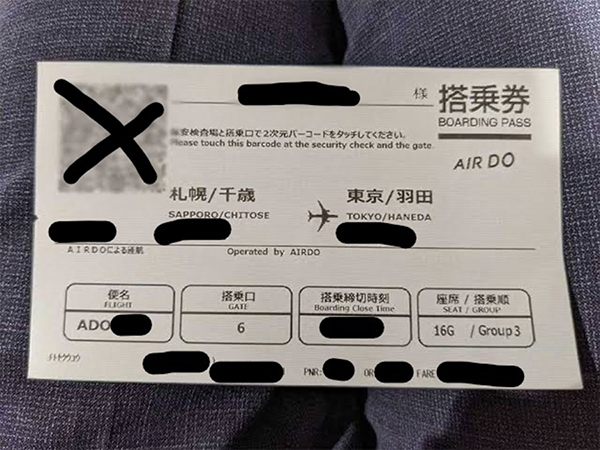 様
搭乗券
BOARDING PASS
安検査場と搭乗口で2次元バーコードをタッチしてください。
Please touch this barcode at the security check and the gate.
AIR DO
札幌/千歳 東京/羽田
SAPPORO/CHITOSE TOKYO/HANEDA
AIRDOによる運航 Operated by AIRDO
便名 搭乗口 搭乗締切時刻 座席 / 搭乗順
FLIGHT GATE Boarding Close Time SEAT / GROUP
ADO 6 16G / Group3
PNR: OR FARE